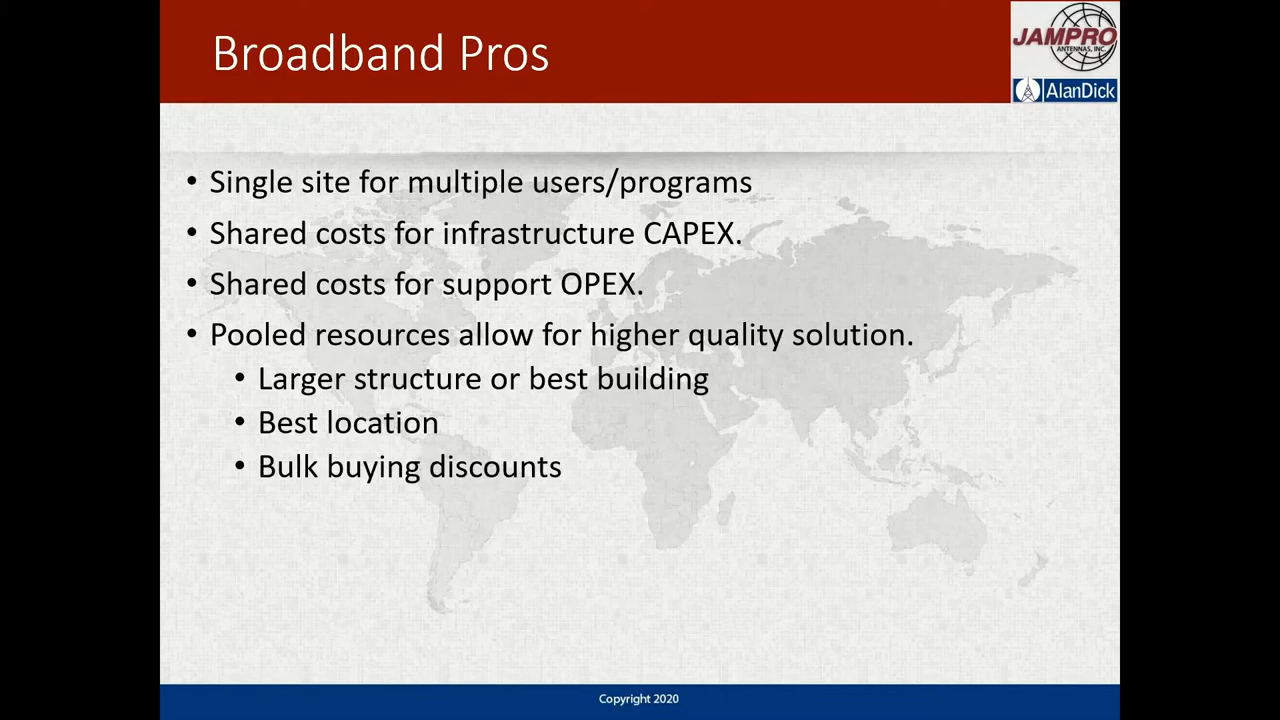 Broadband Pros
JAMPRO
ANTENNAS, INC.
AlanDick
• Single site for multiple users/programs
• Shared costs for infrastructure CAPEX.
• Shared costs for support OPEX.
• Pooled resources allow for higher quality solution.
• Larger structure or best building
• Best location
• Bulk buying discounts
Copyright 2020